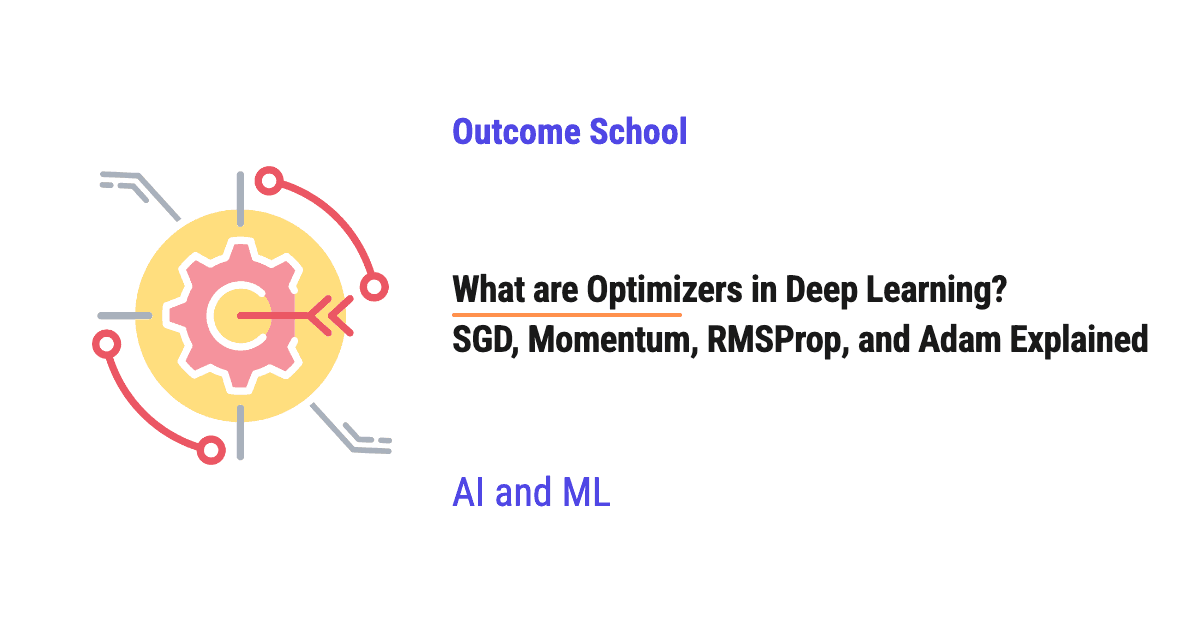 Outcome School
What are Optimizers in Deep Learning?
SGD, Momentum, RMSProp, and Adam Explained
AI and ML